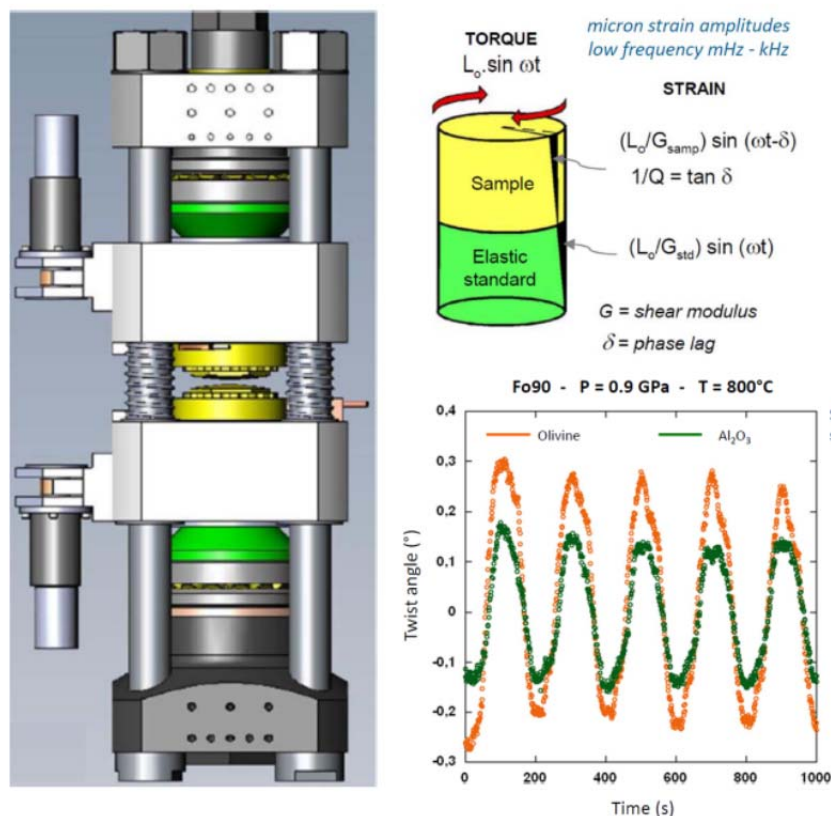 micron strain amplitudes
low frequency mHz - kHz
TORQUE
Lₒ.sin ωt
STRAIN
(Lₒ/Gsamp) sin (ωt-δ)
1/Q = tan δ
Sample
Elastic
standard
(Lₒ/Gstd) sin (ωt)
G = shear modulus
δ = phase lag
Fo90 - P = 0.9 GPa - T = 800°C
Olivine
Al₂O₃
Twist angle (°)
0,4
0,3
0,2
0,1
0
-0,1
-0,2
-0,3
0 200 400 600 800 1000
Time (s)